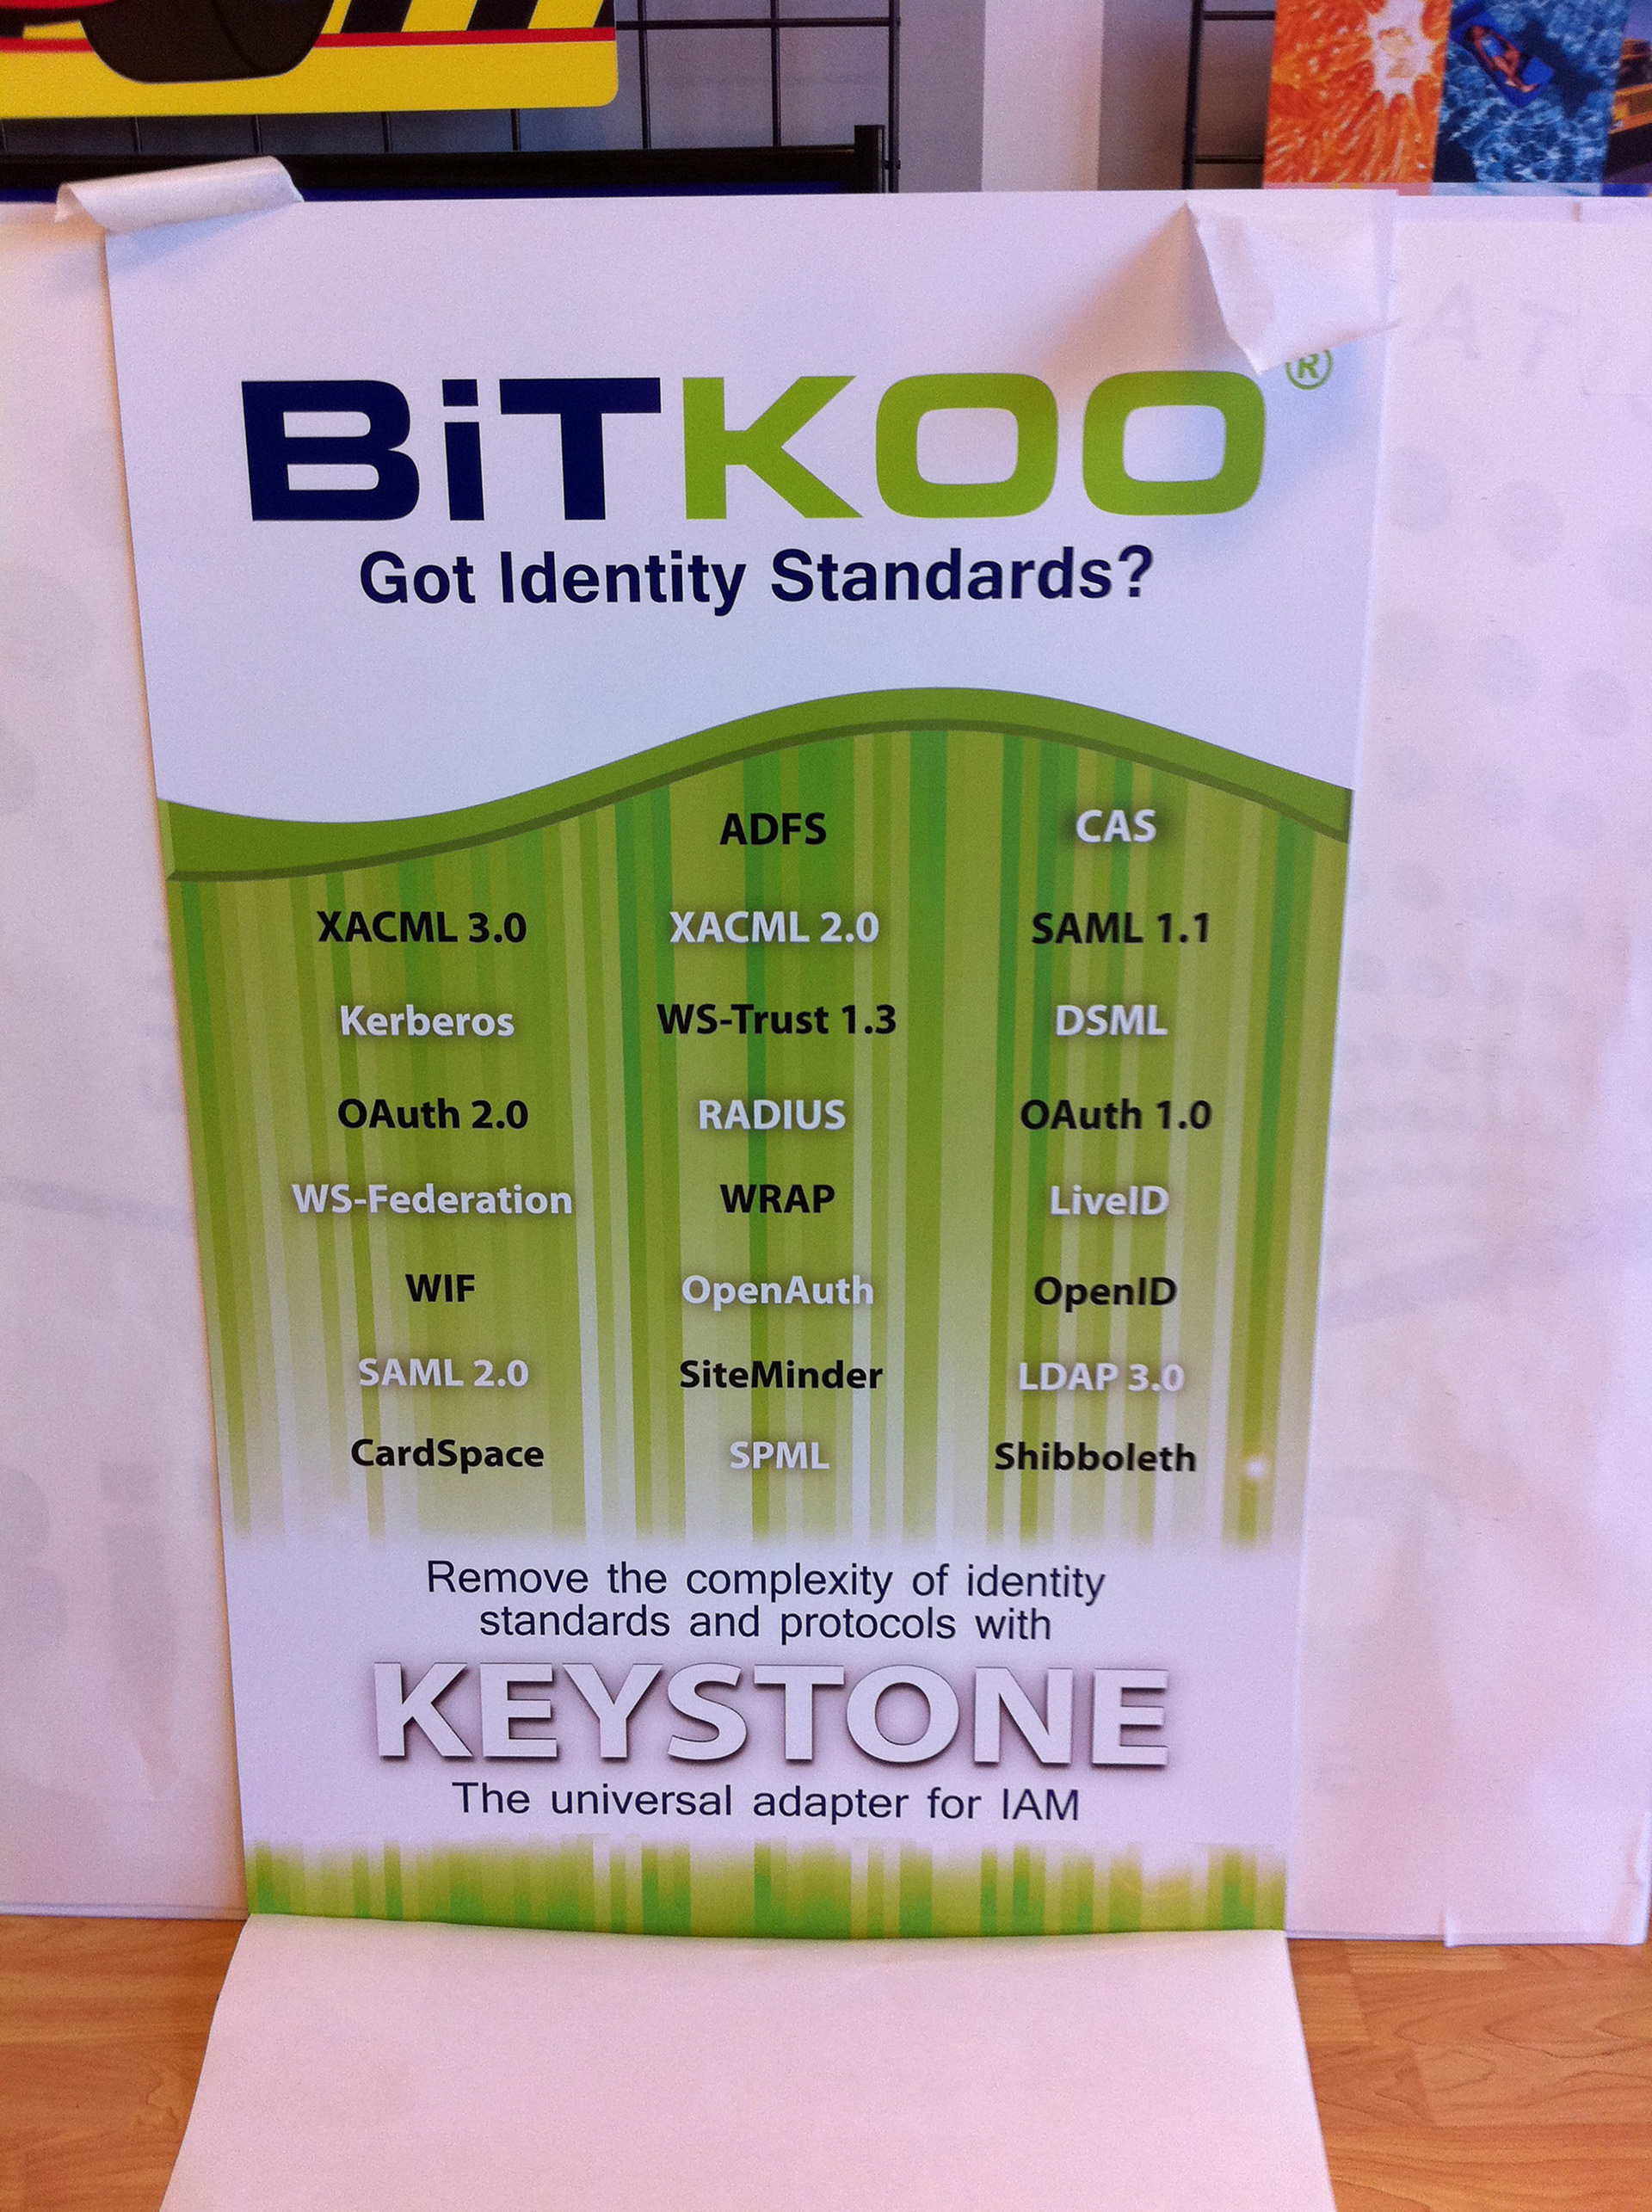 BiTKOO®
Got Identity Standards?
ADFS CAS
XACML 3.0 XACML 2.0 SAML 1.1
Kerberos WS-Trust 1.3 DSML
OAuth 2.0 RADIUS OAuth 1.0
WS-Federation WRAP LiveID
WIF OpenAuth OpenID
SAML 2.0 SiteMinder LDAP 3.0
CardSpace SPML Shibboleth
Remove the complexity of identity
standards and protocols with
KEYSTONE
The universal adapter for IAM